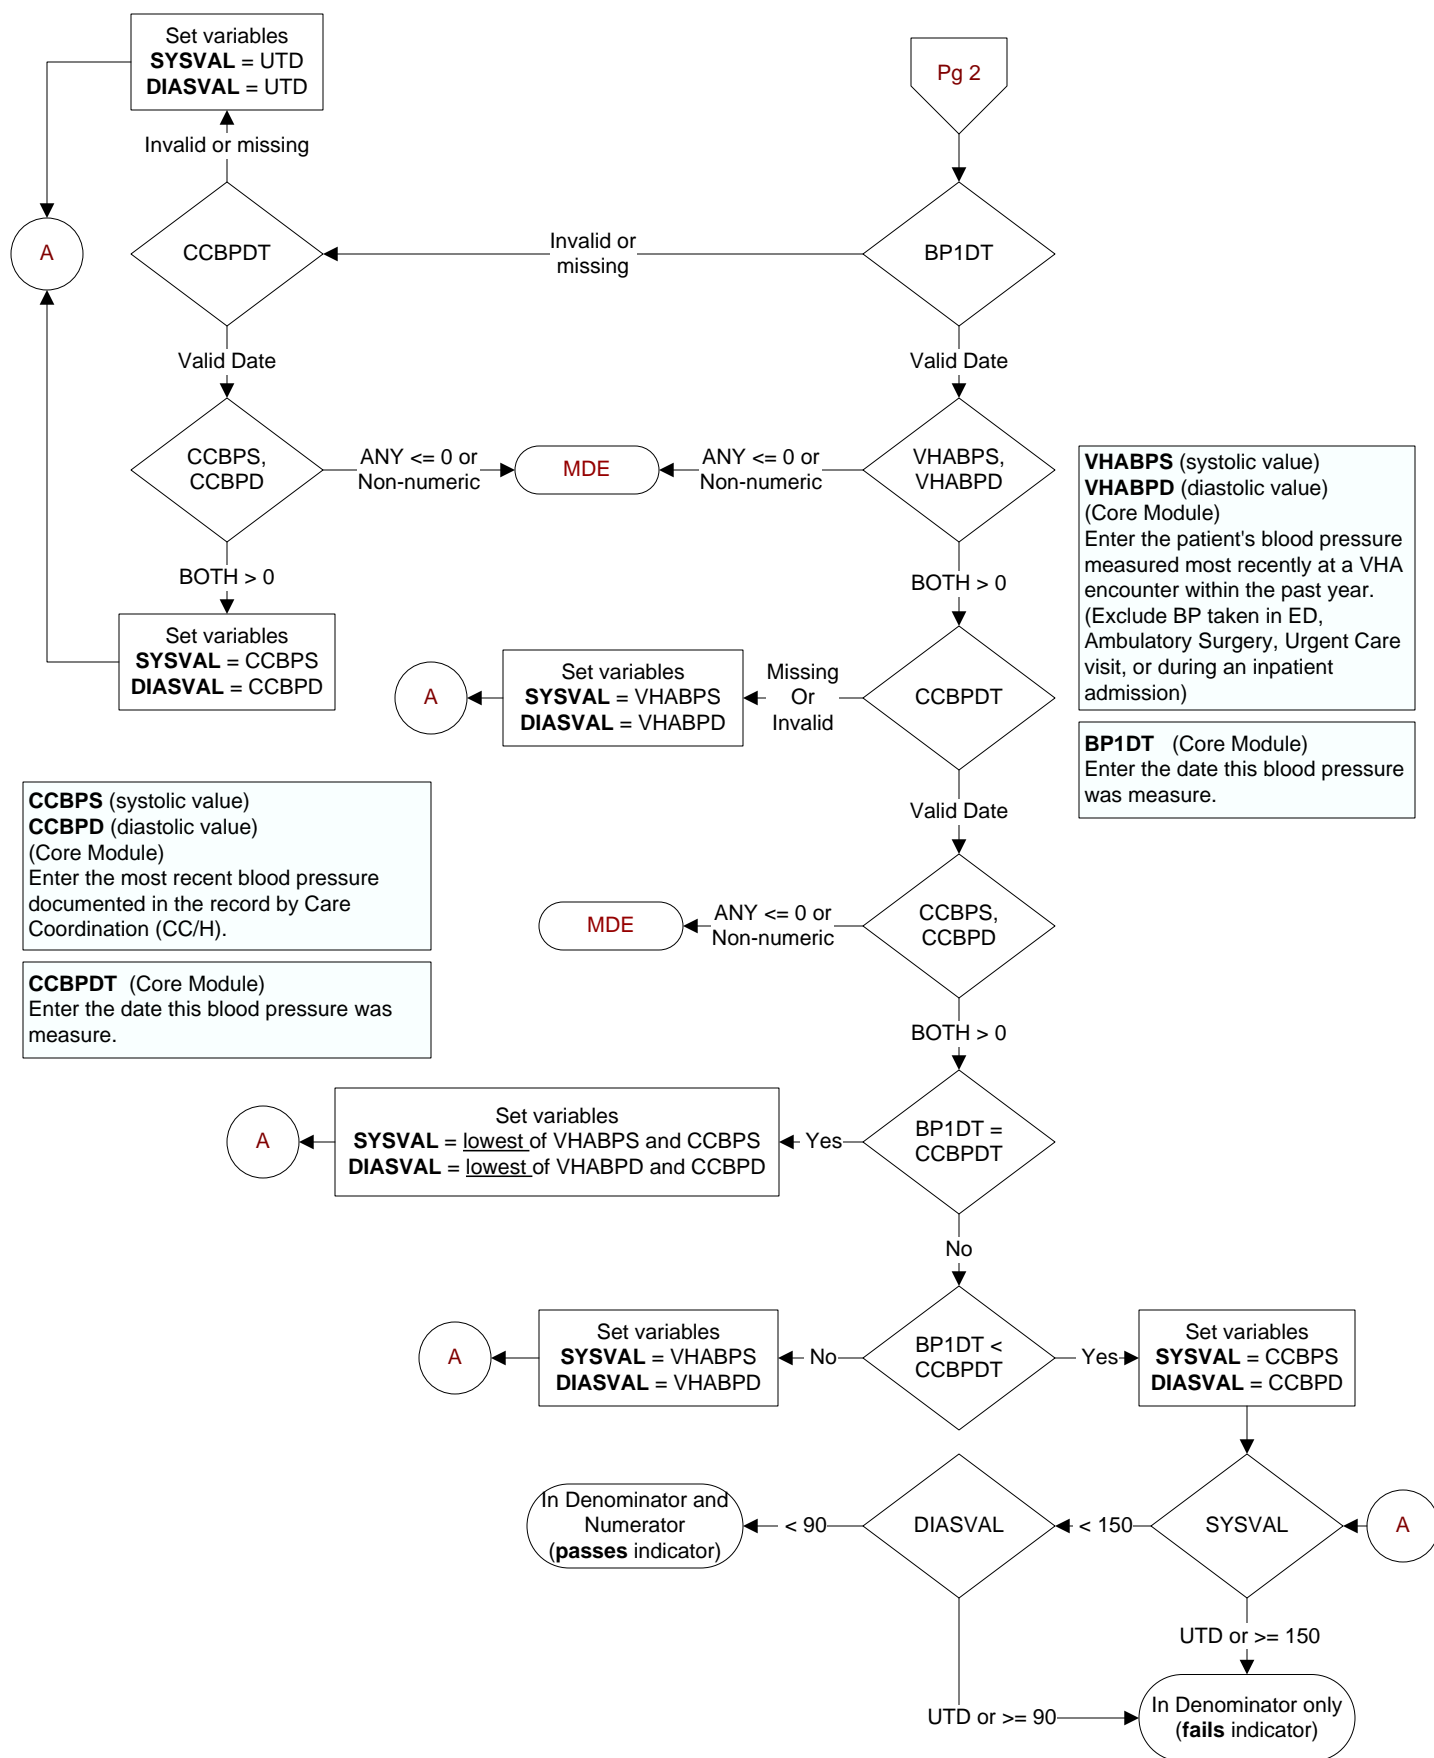 Set variables
SYSVAL = UTD
DIASVAL = UTD
Pg 2
Invalid or missing
A
CCBPDT
Invalid or
missing
BP1DT
Valid Date
Valid Date
CCBPS,
CCBPD
ANY <= 0 or
Non-numeric
MDE
ANY <= 0 or
Non-numeric
VHABPS,
VHABPD
VHABPS (systolic value)
VHABPD (diastolic value)
(Core Module)
Enter the patient's blood pressure
measured most recently at a VHA
encounter within the past year.
(Exclude BP taken in ED,
Ambulatory Surgery, Urgent Care
visit, or during an inpatient
admission)
BOTH > 0
BOTH > 0
Set variables
SYSVAL = CCBPS
DIASVAL = CCBPD
A
Set variables
SYSVAL = VHABPS
DIASVAL = VHABPD
Missing
Or
Invalid
CCBPDT
BP1DT (Core Module)
Enter the date this blood pressure
was measure.
CCBPS (systolic value)
CCBPD (diastolic value)
(Core Module)
Enter the most recent blood pressure
documented in the record by Care
Coordination (CC/H).
Valid Date
MDE
ANY <= 0 or
Non-numeric
CCBPS,
CCBPD
CCBPDT (Core Module)
Enter the date this blood pressure was
measure.
BOTH > 0
A
Set variables
SYSVAL = lowest of VHABPS and CCBPS
DIASVAL = lowest of VHABPD and CCBPD
Yes
BP1DT =
CCBPDT
No
A
Set variables
SYSVAL = VHABPS
DIASVAL = VHABPD
No
BP1DT <
CCBPDT
Yes
Set variables
SYSVAL = CCBPS
DIASVAL = CCBPD
In Denominator and
Numerator
(passes indicator)
< 90
DIASVAL
< 150
SYSVAL
A
UTD or >= 150
UTD or >= 90
In Denominator only
(fails indicator)